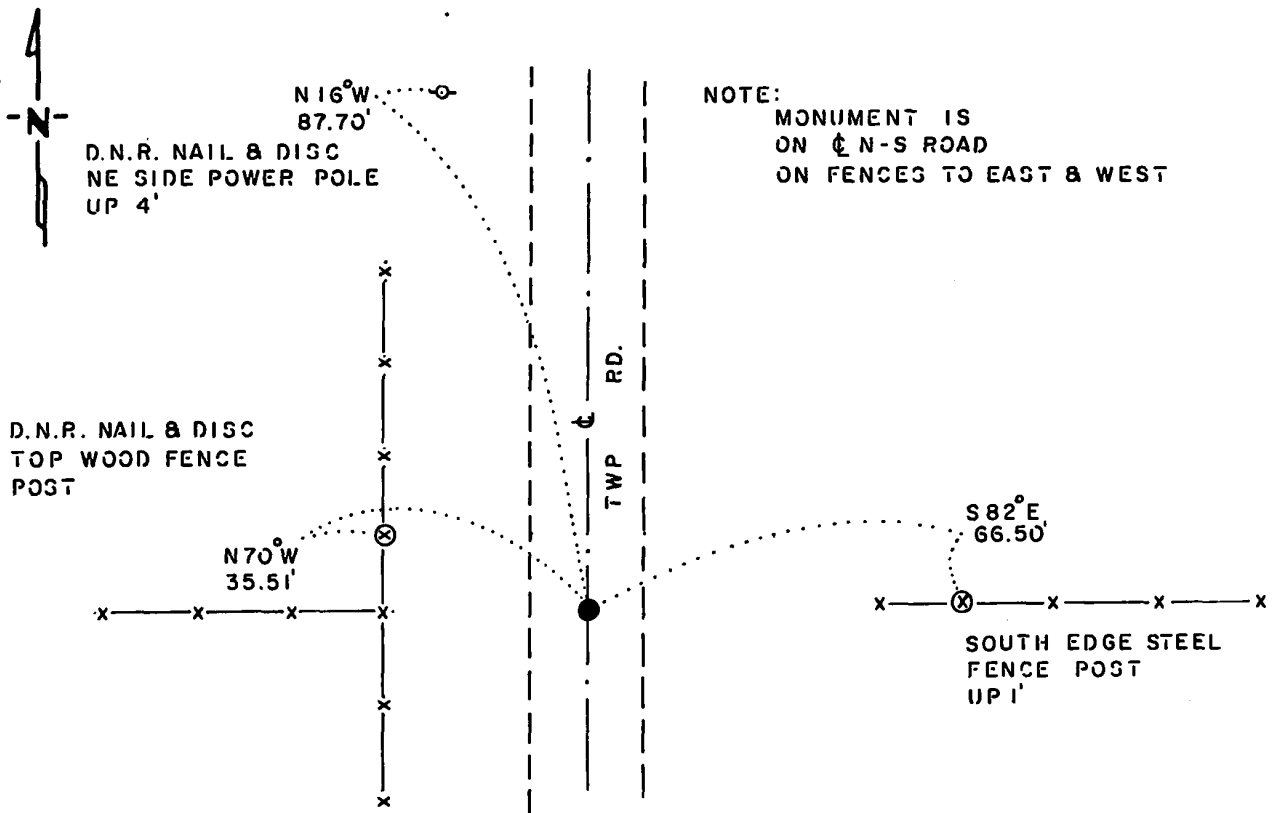 N
N16°W
87.70'
D.N.R. NAIL & DISC
NE SIDE POWER POLE
UP 4'
NOTE:
MONUMENT IS
ON ℄ N-S ROAD
ON FENCES TO EAST & WEST
D.N.R. NAIL & DISC
TOP WOOD FENCE
POST
℄
TWP RD.
N70°W
35.51'
S82°E
66.50'
SOUTH EDGE STEEL
FENCE POST
UP 1'